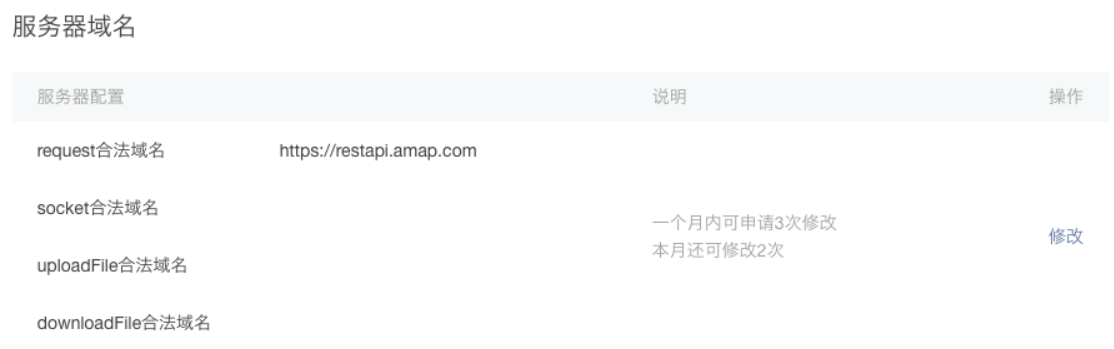 服务器域名
服务器配置 说明 操作
request合法域名 https://restapi.amap.com
socket合法域名
一个月内可申请3次修改
本月还可修改2次
修改
uploadFile合法域名
downloadFile合法域名